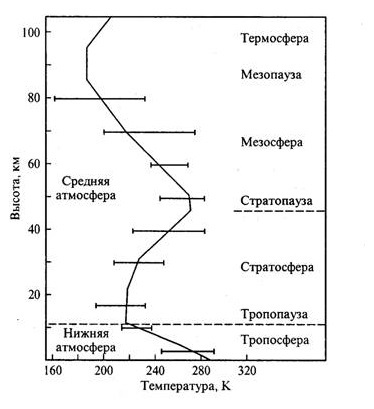 100
80
60
40
20
Высота, км
Термосфера
Мезопауза
Мезосфера
Средняя
атмосфера
Стратопауза
Стратосфера
Тропопауза
Нижняя
атмосфера
Тропосфера
160
200
240
280
320
Температура, K